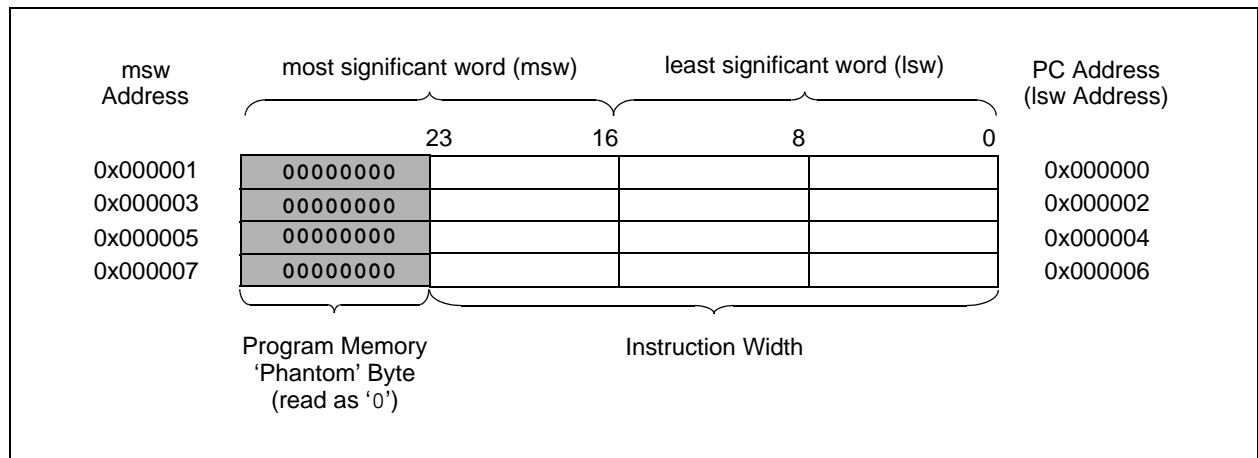 msw
Address
most significant word (msw)
least significant word (lsw)
PC Address
(lsw Address)
23 16 8 0
0x000001 00000000 0x000000
0x000003 00000000 0x000002
0x000005 00000000 0x000004
0x000007 00000000 0x000006
Program Memory
‘Phantom’ Byte
(read as ‘0’)
Instruction Width